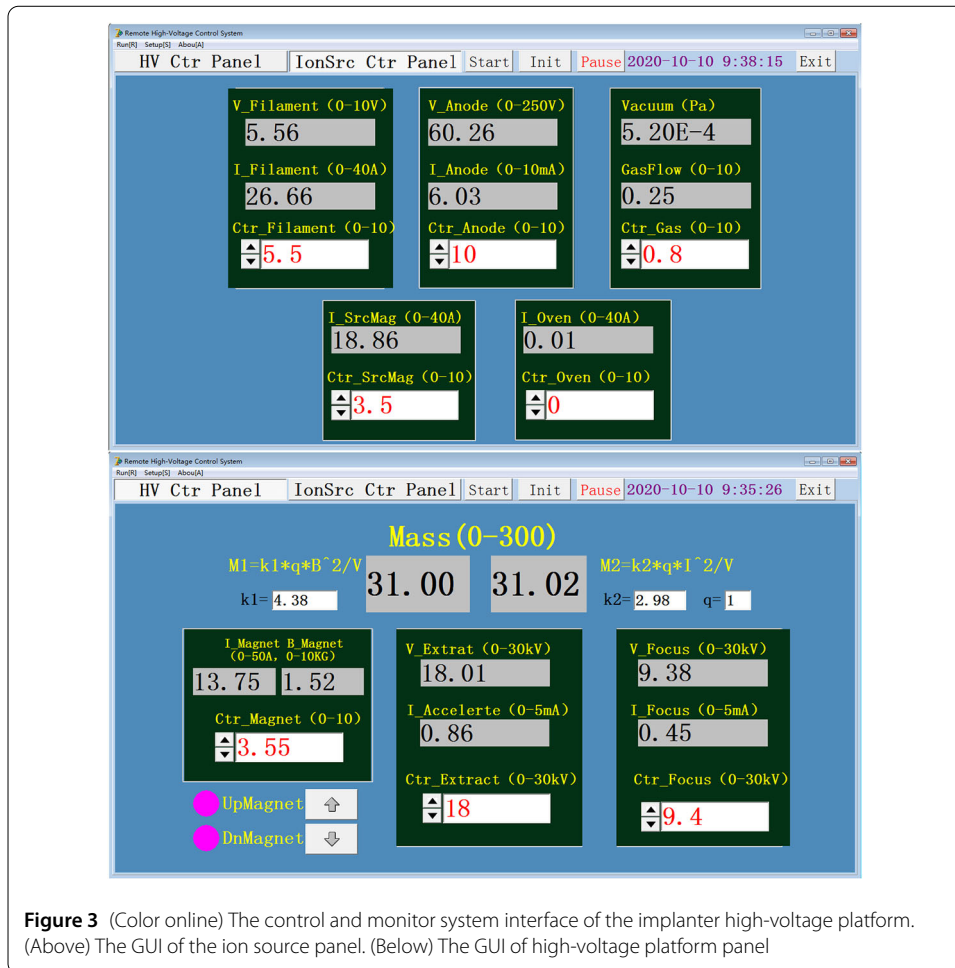 Remote High-Voltage Control System
Run[R] Setup[S] Abou[A]
HV Ctr Panel IonSrc Ctr Panel Start Init Pause 2020-10-10 9:38:15 Exit
V_Filament (0-10V) V_Anode (0-250V) Vacuum (Pa)
5.56 60.26 5.20E-4
I_Filament (0-40A) I_Anode (0-10mA) GasFlow (0-10)
26.66 6.03 0.25
Ctr_Filament (0-10) Ctr_Anode (0-10) Ctr_Gas (0-10)
5.5 10 0.8
I_SrcMag (0-40A) I_Oven (0-40A)
18.86 0.01
Ctr_SrcMag (0-10) Ctr_Oven (0-10)
3.5 0
Remote High-Voltage Control System
Run[R] Setup[S] Abou[A]
HV Ctr Panel IonSrc Ctr Panel Start Init Pause 2020-10-10 9:35:26 Exit
Mass(0-300)
M1=k1*q*B^2/V 31.00 31.02 M2=k2*q*I^2/V
k1= 4.38 k2= 2.98 q= 1
I_Magnet B_Magnet
(0-50A, 0-10KG)
13.75 1.52
Ctr_Magnet (0-10)
3.55
UpMagnet
DnMagnet
V_Extrat (0-30kV)
18.01
I_Accelerte (0-5mA)
0.86
Ctr_Extract (0-30kV)
18
V_Focus (0-30kV)
9.38
I_Focus (0-5mA)
0.45
Ctr_Focus (0-30kV)
9.4
Figure 3 (Color online) The control and monitor system interface of the implanter high-voltage platform.
(Above) The GUI of the ion source panel. (Below) The GUI of high-voltage platform panel